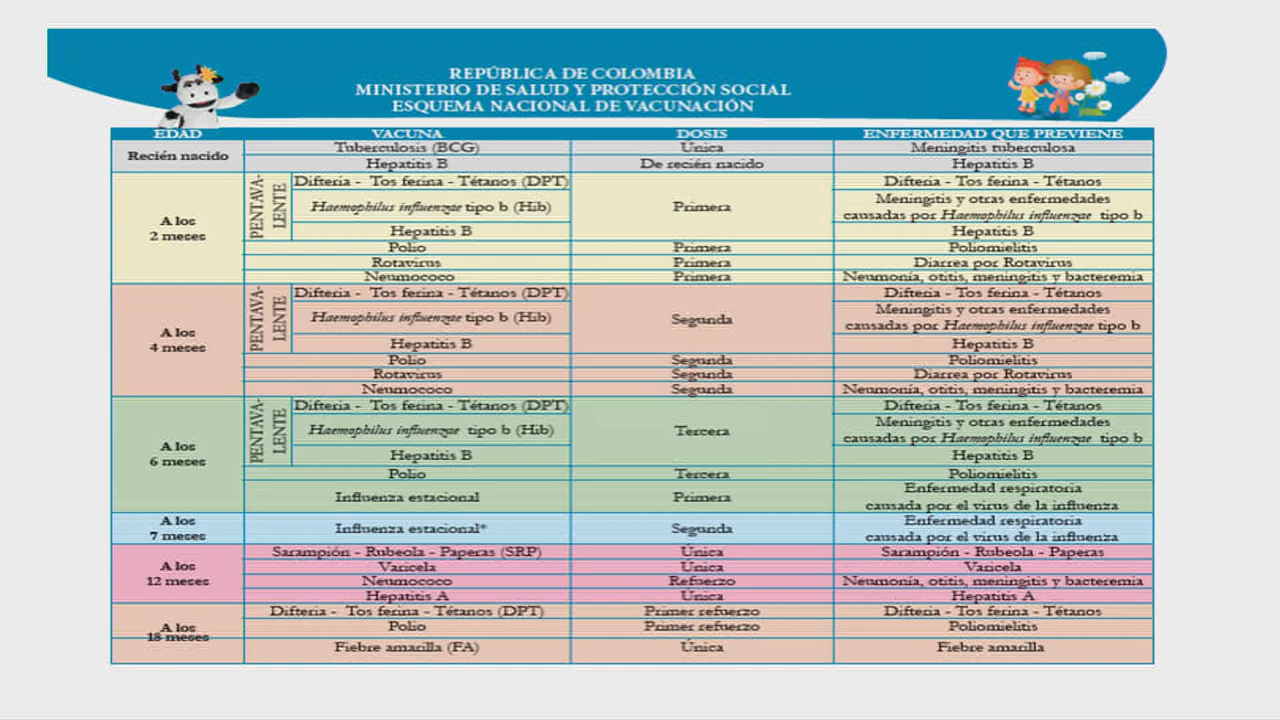 REPÚBLICA DE COLOMBIA
MINISTERIO DE SALUD Y PROTECCIÓN SOCIAL
ESQUEMA NACIONAL DE VACUNACIÓN
EDAD VACUNA DOSIS ENFERMEDAD QUE PREVIENE
Recién nacido
Tuberculosis (BCG) Única Meningitis tuberculosa
Hepatitis B De recién nacido Hepatitis B
A los
2 meses
PENTAVA-
LENTE
Difteria - Tos ferina - Tétanos (DPT) Primera Difteria - Tos ferina - Tétanos
Haemophilus influenzae tipo b (Hib) Meningitis y otras enfermedades
causadas por Haemophilus influenzae tipo b
Hepatitis B Hepatitis B
Polio Primera Poliomielitis
Rotavirus Primera Diarrea por Rotavirus
Neumococo Primera Neumonía, otitis, meningitis y bacteremia
A los
4 meses
PENTAVA-
LENTE
Difteria - Tos ferina - Tétanos (DPT) Segunda Difteria - Tos ferina - Tétanos
Haemophilus influenzae tipo b (Hib) Meningitis y otras enfermedades
causadas por Haemophilus influenzae tipo b
Hepatitis B Hepatitis B
Polio Segunda Poliomielitis
Rotavirus Segunda Diarrea por Rotavirus
Neumococo Segunda Neumonía, otitis, meningitis y bacteremia
A los
6 meses
PENTAVA-
LENTE
Difteria - Tos ferina - Tétanos (DPT) Tercera Difteria - Tos ferina - Tétanos
Haemophilus influenzae tipo b (Hib) Meningitis y otras enfermedades
causadas por Haemophilus influenzae tipo b
Hepatitis B Hepatitis B
Polio Tercera Poliomielitis
Influenza estacional Primera Enfermedad respiratoria
causada por el virus de la influenza
A los
7 meses
Influenza estacional* Segunda Enfermedad respiratoria
causada por el virus de la influenza
A los
12 meses
Sarampión - Rubeola - Paperas (SRP) Única Sarampión - Rubeola - Paperas
Varicela Única Varicela
Neumococo Refuerzo Neumonía, otitis, meningitis y bacteremia
Hepatitis A Única Hepatitis A
A los
18 meses
Difteria - Tos ferina - Tétanos (DPT) Primer refuerzo Difteria - Tos ferina - Tétanos
Polio Primer refuerzo Poliomielitis
Fiebre amarilla (FA) Única Fiebre amarilla